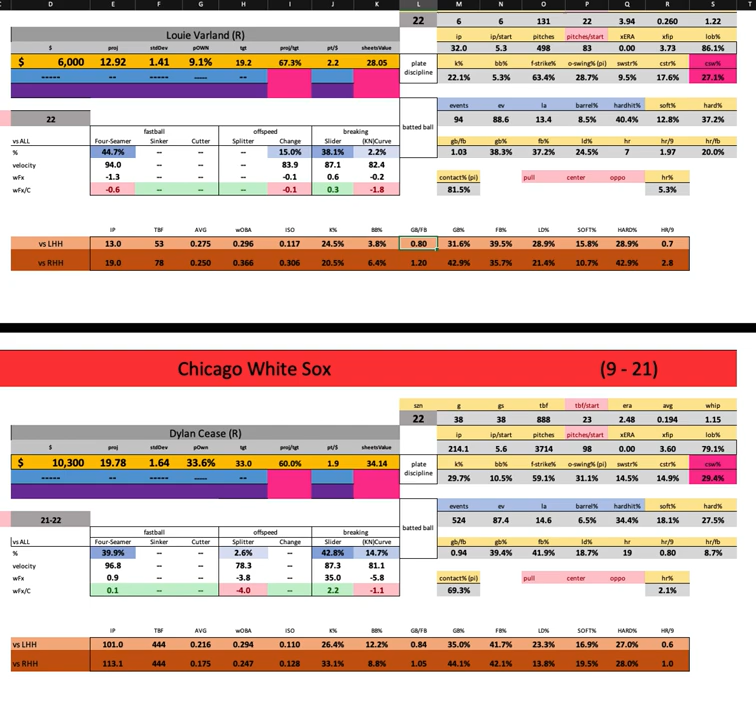 D E F G H I J K L M N O P Q R S T
22 6 6 131 22 3.94 0.260 1.22
Louie Varland (R) ip ip/start pitches pitches/start xERA xfip lob%
32.0 5.3 498 83 0.00 3.73 86.1%
$ proj stdDev pOWN tgt proj/tgt pt/$ sheetsValue
$ 6,000 12.92 1.41 9.1% 19.2 67.3% 2.2 28.05 plate discipline k% bb% f-strike% o-swing% (pi) swstr% cstr% csw%
----- -- ---- ----- -- 22.1% 5.3% 63.4% 28.7% 9.5% 17.6% 27.1%
events ev la barrel% hardhit% soft% hard%
22 94 88.6 13.4 8.5% 40.4% 12.8% 37.2%
fastball offspeed breaking batted ball
vs ALL Four-Seamer Sinker Cutter Splitter Change Slider (KN)Curve gb/fb gb% fb% ld% hr hr/9 hr/fb
% 44.7% -- -- -- 15.0% 38.1% 2.2% 1.03 38.3% 37.2% 24.5% 7 1.97 20.0%
velocity 94.0 -- -- -- 83.9 87.1 82.4
wFx -1.3 -- -- -- -0.1 0.6 -0.2 contact% (pi) pull center oppo hr%
wFx/C -0.6 -- -- -- -0.1 0.3 -1.8 81.5% 5.3%
IP TBF AVG wOBA ISO K% BB% GB/FB GB% FB% LD% SOFT% HARD% HR/9
vs LHH 13.0 53 0.275 0.296 0.117 24.5% 3.8% 0.80 31.6% 39.5% 28.9% 15.8% 28.9% 0.7
vs RHH 19.0 78 0.250 0.366 0.306 20.5% 6.4% 1.20 42.9% 35.7% 21.4% 10.7% 42.9% 2.8
Chicago White Sox (9 - 21)
szn g gs tbf tbf/start era avg whip
22 38 38 888 23 2.48 0.194 1.15
Dylan Cease (R) ip ip/start pitches pitches/start xERA xfip lob%
$ proj stdDev pOwn tgt proj/tgt pt/$ sheetsValue 214.1 5.6 3714 98 0.00 3.60 79.1%
$ 10,300 19.78 1.64 33.6% 33.0 60.0% 1.9 34.14 plate discipline k% bb% f-strike% o-swing% (pi) swstr% cstr% csw%
----- -- ---- ----- -- 29.7% 10.5% 59.1% 31.1% 14.5% 14.9% 29.4%
events ev la barrel% hardhit% soft% hard%
21-22 524 87.4 14.6 6.5% 34.4% 18.1% 27.5%
fastball offspeed breaking batted ball
vs ALL Four-Seamer Sinker Cutter Splitter Change Slider (KN)Curve gb/fb gb% fb% ld% hr hr/9 hr/fb
% 39.9% -- -- 2.6% -- 42.8% 14.7% 0.94 39.4% 41.9% 18.7% 19 0.80 8.7%
velocity 96.8 -- -- 78.3 -- 87.3 81.1
wFx 0.9 -- -- -3.8 -- 35.0 -5.8 contact% (pi) pull center oppo hr%
wFx/C 0.1 -- -- -4.0 -- 2.2 -1.1 69.3% 2.1%
IP TBF AVG wOBA ISO K% BB% GB/FB GB% FB% LD% SOFT% HARD% HR/9
vs LHH 101.0 444 0.216 0.294 0.110 26.4% 12.2% 0.84 35.0% 41.7% 23.3% 16.9% 27.0% 0.6
vs RHH 113.1 444 0.175 0.247 0.128 33.1% 8.8% 1.05 44.1% 42.1% 13.8% 19.5% 28.0% 1.0